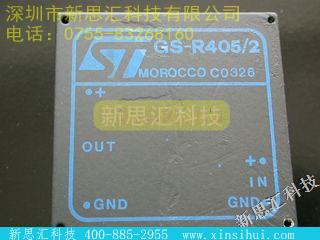 深圳市新思汇科技有限公司
电话：0755-83268160
ST
GS-R405/2
MOROCCO C0326
新思汇科技
+
OUT
+
IN
GND
GND
新思汇科技
新思汇科技 400-885-2955 www.xinsihui.com